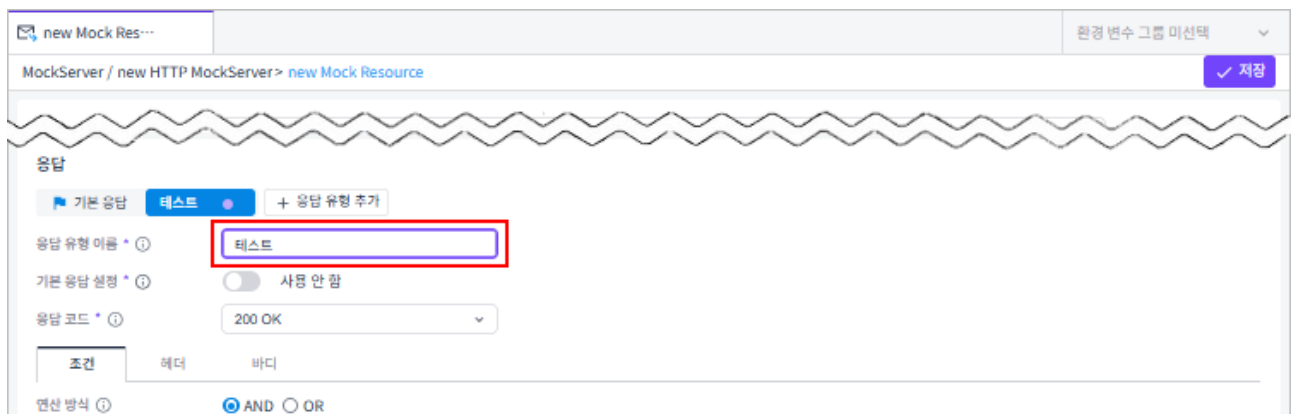 new Mock Res···
환경 변수 그룹 미선택
MockServer / new HTTP MockServer> new Mock Resource
저장
응답
기본 응답 테스트 + 응답 유형 추가
응답 유형 이름 * 테스트
기본 응답 설정 * 사용 안 함
응답 코드 * 200 OK
조건 헤더 바디
연산 방식 AND OR